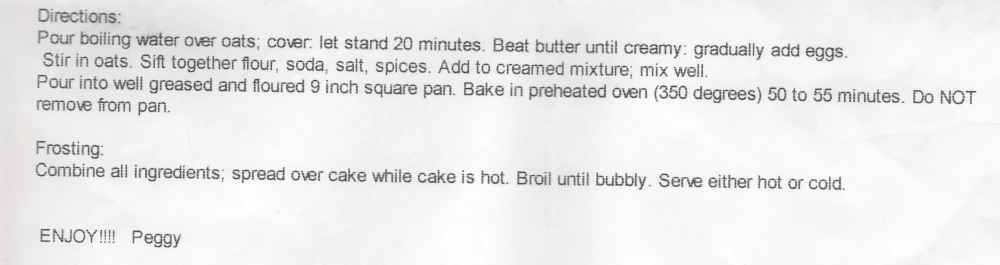 Directions:
Pour boiling water over oats; cover: let stand 20 minutes. Beat butter until creamy: gradually add eggs.
Stir in oats. Sift together flour, soda, salt, spices. Add to creamed mixture; mix well.
Pour into well greased and floured 9 inch square pan. Bake in preheated oven (350 degrees) 50 to 55 minutes. Do NOT
remove from pan.
Frosting:
Combine all ingredients; spread over cake while cake is hot. Broil until bubbly. Serve either hot or cold.
ENJOY!!!! Peggy